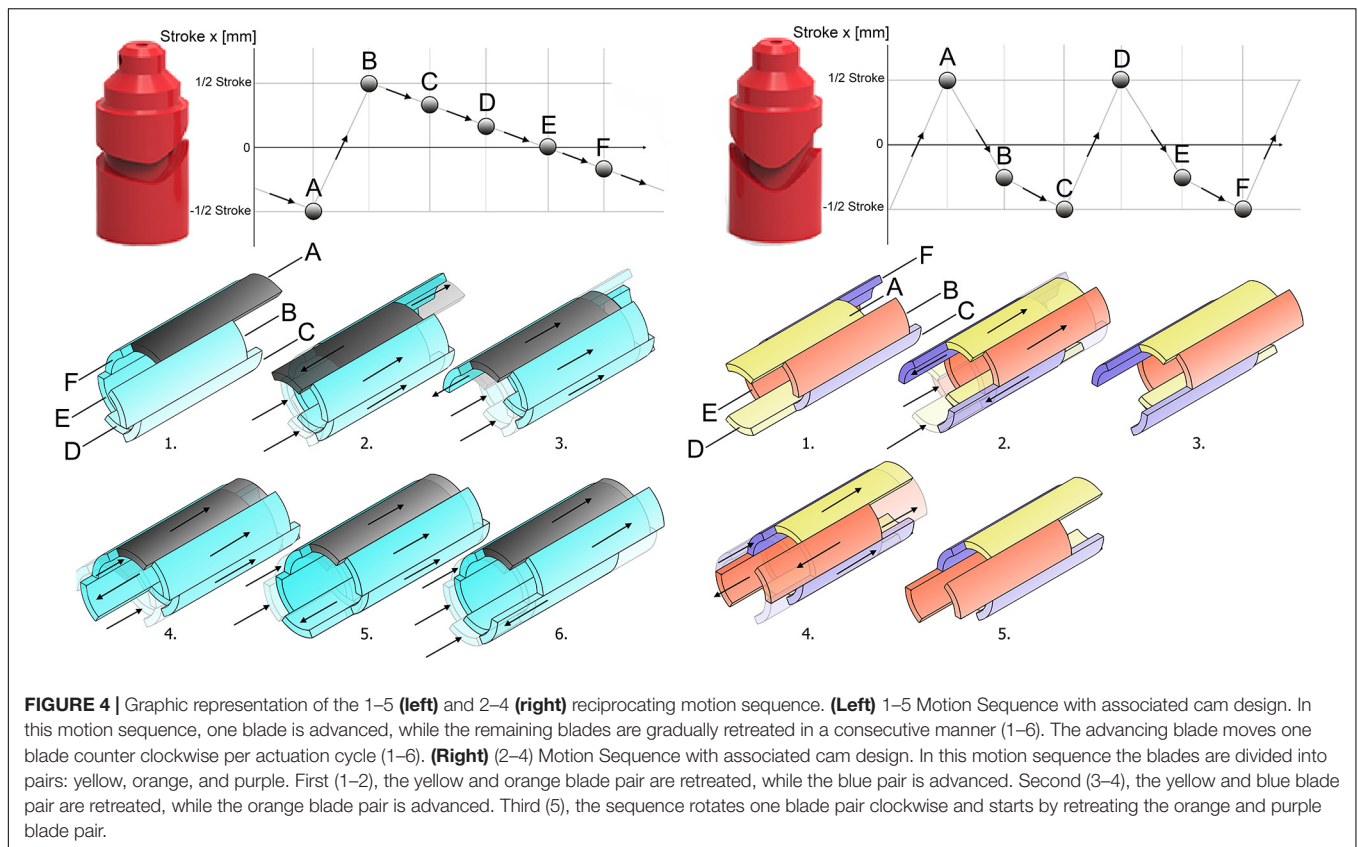 Stroke x [mm]
1/2 Stroke
0
-1/2 Stroke
A
B
C
D
E
F
Stroke x [mm]
1/2 Stroke
0
-1/2 Stroke
A
B
C
D
E
F
A
B
C
F
E
D
1.
2.
3.
4.
5.
6.
F
A
B
C
E
D
1.
2.
3.
4.
5.
FIGURE 4 | Graphic representation of the 1–5 (left) and 2–4 (right) reciprocating motion sequence. (Left) 1–5 Motion Sequence with associated cam design. In
this motion sequence, one blade is advanced, while the remaining blades are gradually retreated in a consecutive manner (1–6). The advancing blade moves one
blade counter clockwise per actuation cycle (1–6). (Right) (2–4) Motion Sequence with associated cam design. In this motion sequence the blades are divided into
pairs: yellow, orange, and purple. First (1–2), the yellow and orange blade pair are retreated, while the blue pair is advanced. Second (3–4), the yellow and blue blade
pair are retreated, while the orange blade pair is advanced. Third (5), the sequence rotates one blade pair clockwise and starts by retreating the orange and purple
blade pair.